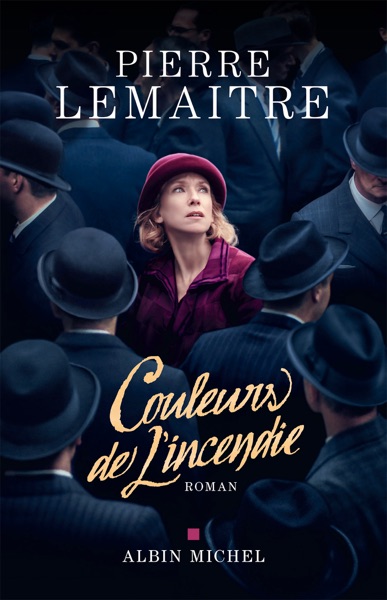 PIERRE
LEMAITRE
Couleurs
de L'incendie
ROMAN
ALBIN MICHEL